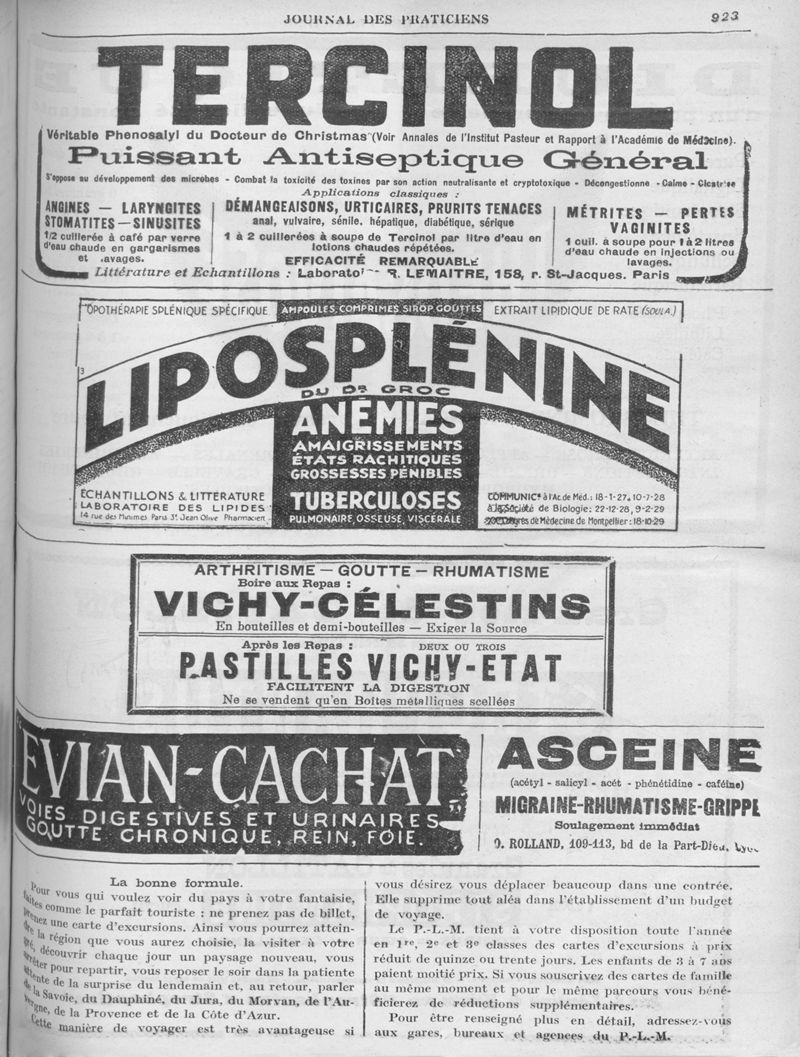 JOURNAL DES PRATICIENS
923
TERCINOL
Véritable Phenosalyl du Docteur de Christmas (Voir Annales de l'Institut Pasteur et Rapport à l'Académie de Médecine).
Puissant Antiseptique Général
S'oppose au développement des microbes - Combat la toxicité des toxines par son action neutralisante et cryptotoxique - Décongestionne - Calme - Cicatrise
Applications classiques :
ANGINES — LARYNGITES
STOMATITES — SINUSITES
1/2 cuillerée à café par verre
d'eau chaude en gargarismes
et lavages.
DÉMANGEAISONS, URTICAIRES, PRURITS TENACES
anal, vulvaire, sénile, hépatique, diabétique, sérique
1 à 2 cuillerées à soupe de Tercinol par litre d'eau en
lotions chaudes répétées.
EFFICACITÉ REMARQUABLE
MÉTRITES — PERTES
VAGINITES
1 cuil. à soupe pour 1 à 2 litres
d'eau chaude en injections ou
lavages.
Littérature et Echantillons : R. LEMAITRE, 158, r. St-Jacques. Paris
OPOTHÉRAPIE SPLÉNIQUE SPÉCIFIQUE
AMPOULES, COMPRIMES SIROP, GOUTTES
EXTRAIT LIPIDIQUE DE RATE (SOULA.)
LIPOSPLÉNINE
DU Dr GROC
ANÉMIES
AMAIGRISSEMENTS
ÉTATS RACHITIQUES
GROSSESSES PÉNIBLES
TUBERCULOSES
PULMONAIRE, OSSEUSE, VISCÉRALE
ECHANTILLONS & LITTÉRATURE
LABORATOIRE DES LIPIDES
14 rue des Minimes Paris 3e. Jean Olive Pharmacien
COMMUNICs à l'Ac. de Méd.: 18-1-27, 10-7-28
à la Société de Biologie: 22-12-28, 9-2-29
de Médecine de Montpellier: 18-10-29
ARTHRITISME — GOUTTE — RHUMATISME
Boire aux Repas :
VICHY-CÉLESTINS
En bouteilles et demi-bouteilles — Exiger la Source
Après les Repas : DEUX OU TROIS
PASTILLES VICHY-ETAT
FACILITENT LA DIGESTION
Ne se vendent qu'en Boîtes métalliques scellées
EVIAN-CACHAT
VOIES DIGESTIVES ET URINAIRES
GOUTTE CHRONIQUE, REIN, FOIE.
ASCEINE
(acétyl - salicyl - acét - phénétidine - caféine)
MIGRAINE-RHUMATISME-GRIPPE
Soulagement immédiat
O. ROLLAND, 109-113, bd de la Part-Dieu, Lyon
La bonne formule.
Pour vous qui voulez voir du pays à votre fantaisie,
faites comme le parfait touriste : ne prenez pas de billet,
prenez une carte d'excursions. Ainsi vous pourrez attein-
dre la région que vous aurez choisie, la visiter à votre
gré, découvrir chaque jour un paysage nouveau, vous
arrêter pour repartir, vous reposer le soir dans la patiente
attente de la surprise du lendemain et, au retour, parler
de la Savoie, du Dauphiné, du Jura, du Morvan, de l'Au-
vergne, de la Provence et de la Côte d'Azur.
Cette manière de voyager est très avantageuse si
vous désirez vous déplacer beaucoup dans une contrée.
Elle supprime tout aléa dans l'établissement d'un budget
de voyage.
Le P.-L.-M. tient à votre disposition toute l'année
en 1re, 2e et 3e classes des cartes d'excursions à prix
réduit de quinze ou trente jours. Les enfants de 3 à 7 ans
paient moitié prix. Si vous souscrivez des cartes de famille
au même moment et pour le même parcours vous béné-
ficierez de réductions supplémentaires.
Pour être renseigné plus en détail, adressez-vous
aux gares, bureaux et agences du P.-L.-M.